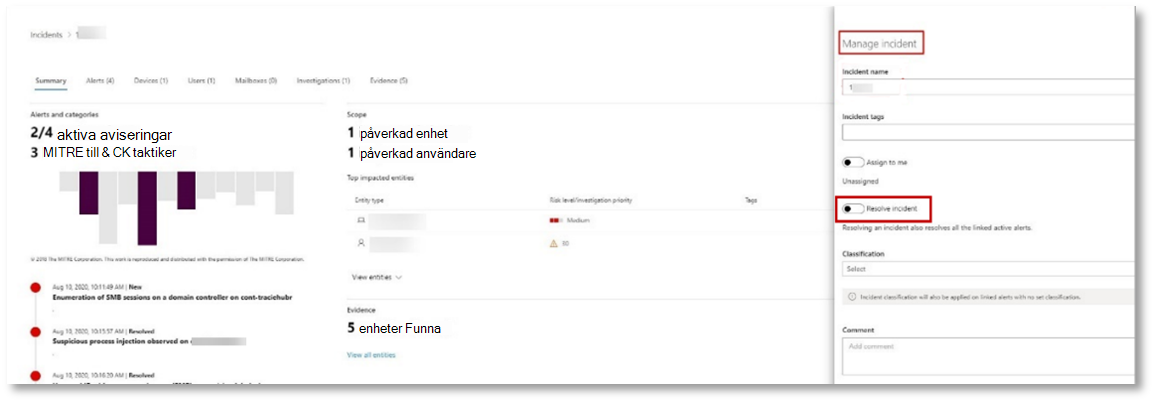 Incidents > 1
Summary Alerts (4) Devices (1) Users (1) Mailboxes (0) Investigations (1) Evidence (5)
Alerts and categories
2/4 aktiva aviseringar
3 MITRE till & CK taktiker
© 2018 The MITRE Corporation. This work is reproduced and distributed with the permission of The MITRE Corporation.
Aug 10, 2020, 10:11:49 AM | New
Enumeration of SMB sessions on a domain controller on cont-traciehubr
Aug 10, 2020, 10:15:57 AM | Resolved
Suspicious process injection observed on
Aug 10, 2020, 10:16:20 AM | Resolved
Scope
1 påverkad enhet
1 påverkad användare
Top impacted entities
Entity type Risk level/investigation priority Tags
Medium
80
View entities
Evidence
5 enheter Funna
View all entities
Manage incident
Incident name
1
Incident tags
Assign to me
Unassigned
Resolve incident
Resolving an incident also resolves all the linked active alerts.
Classification
Select
Incident classification will also be applied on linked alerts with no set classification.
Comment
Add comment